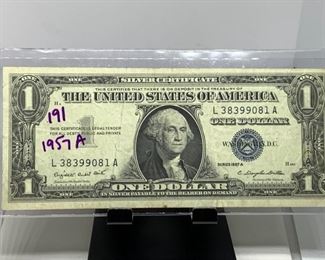 SILVER CERTIFICATE
THIS CERTIFIES THAT THERE IS ON DEPOSIT IN THE TREASURY OF
THE UNITED STATES OF AMERICA
L 38399081 A
191
1957 A
THIS CERTIFICATE IS LEGAL TENDER
FOR ALL DEBTS PUBLIC AND PRIVATE
WASHINGTON, D.C.
L 38399081 A
SERIES 1957 A
ONE DOLLAR
IN SILVER PAYABLE TO THE BEARER ON DEMAND
1
1
1
1